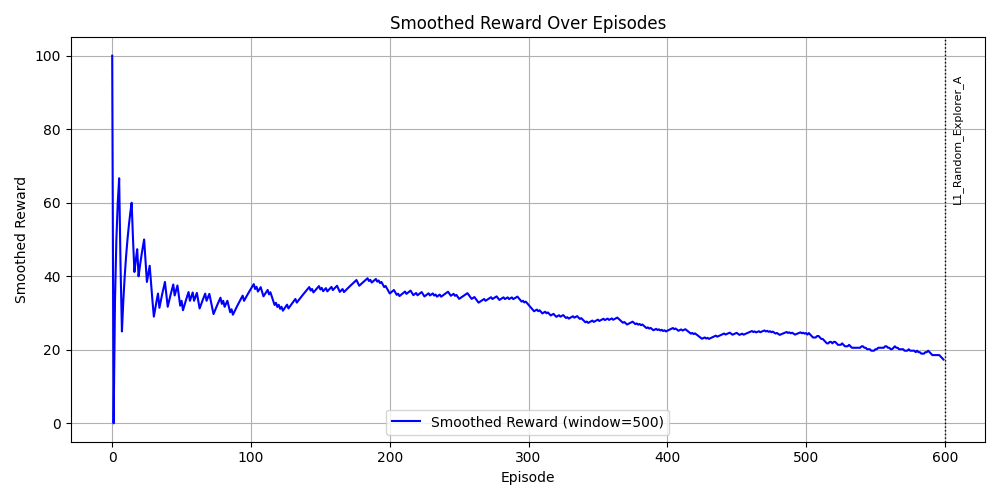 Smoothed Reward Over Episodes
Smoothed Reward
100
80
60
40
20
0
L1_Random_Explorer_A
Smoothed Reward (window=500)
0 100 200 300 400 500 600
Episode